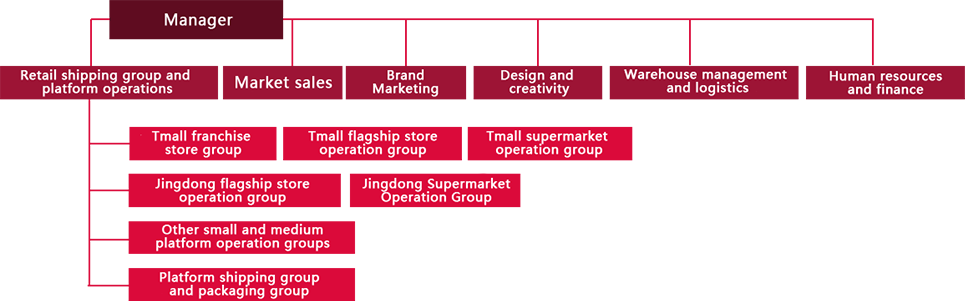 Manager
Retail shipping group and
platform operations
Market sales
Brand
Marketing
Design and
creativity
Warehouse management
and logistics
Human resources
and finance
Tmall franchise
store group
Tmall flagship store
operation group
Tmall supermarket
operation group
Jingdong flagship store
operation group
Jingdong Supermarket
Operation Group
Other small and medium
platform operation groups
Platform shipping group
and packaging group